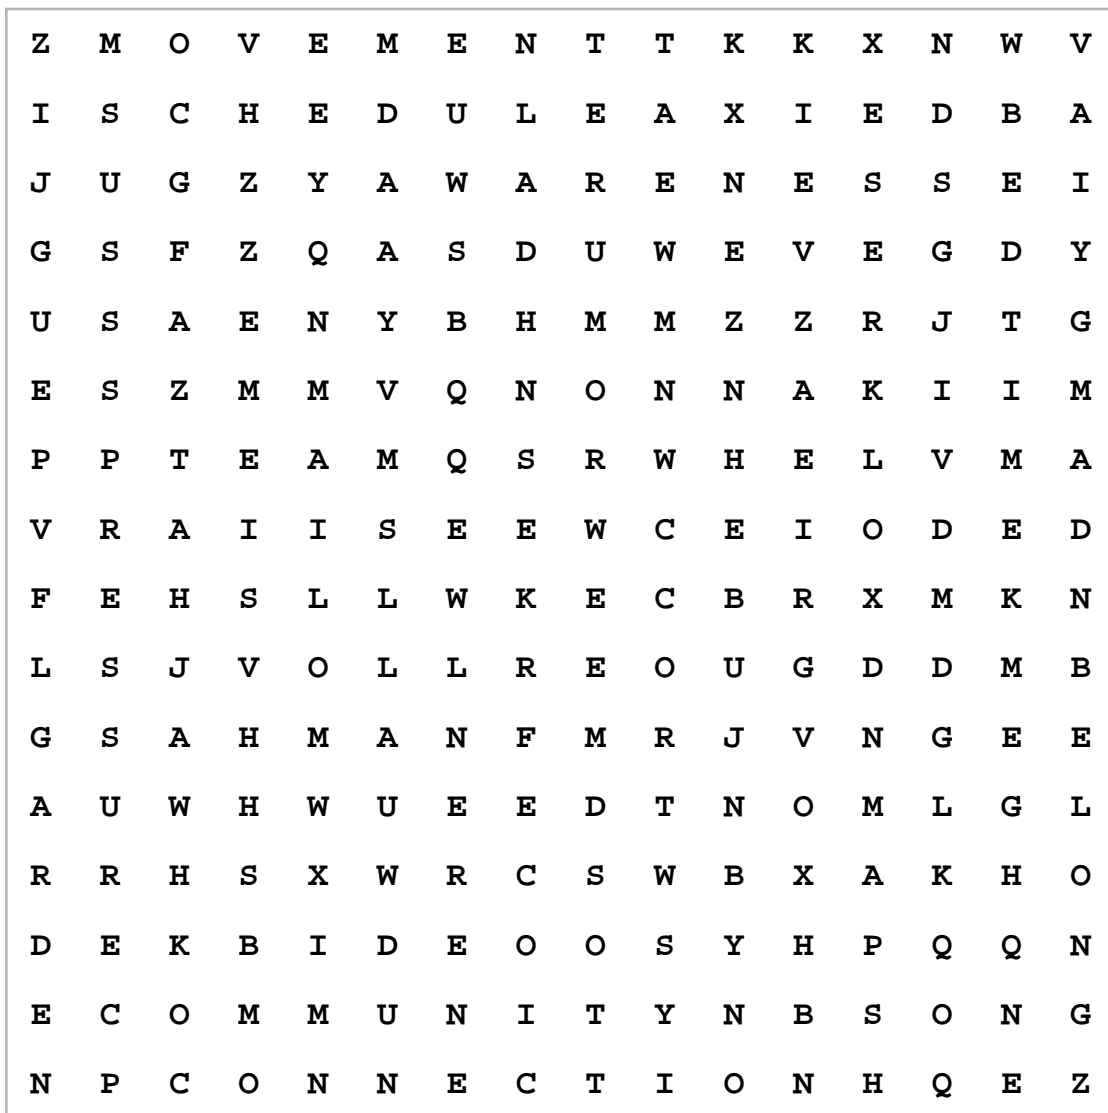 Z M O V E M E N T T K K X N W V
I S C H E D U L E A X I E D B A
J U G Z Y A W A R E N E S S E I
G S F Z Q A S D U W E V E G D Y
U S A E N Y B H M M Z Z R J T G
E S Z M M V Q N O N N A K I I M
P P T E A M Q S R W H E L V M A
V R A I I S E E W C E I O D E D
F E H S L L W K E C B R X M K N
L S J V O L L R E O U G D D M B
G S A H M A N F M R J V N G E E
A U W H W U E E D T N O M L G L
R R H S X W R C S W B X A K H O
D E K B I D E O O S Y H P Q Q N
E C O M M U N I T Y N B S O N G
N P C O N N E C T I O N H Q E Z